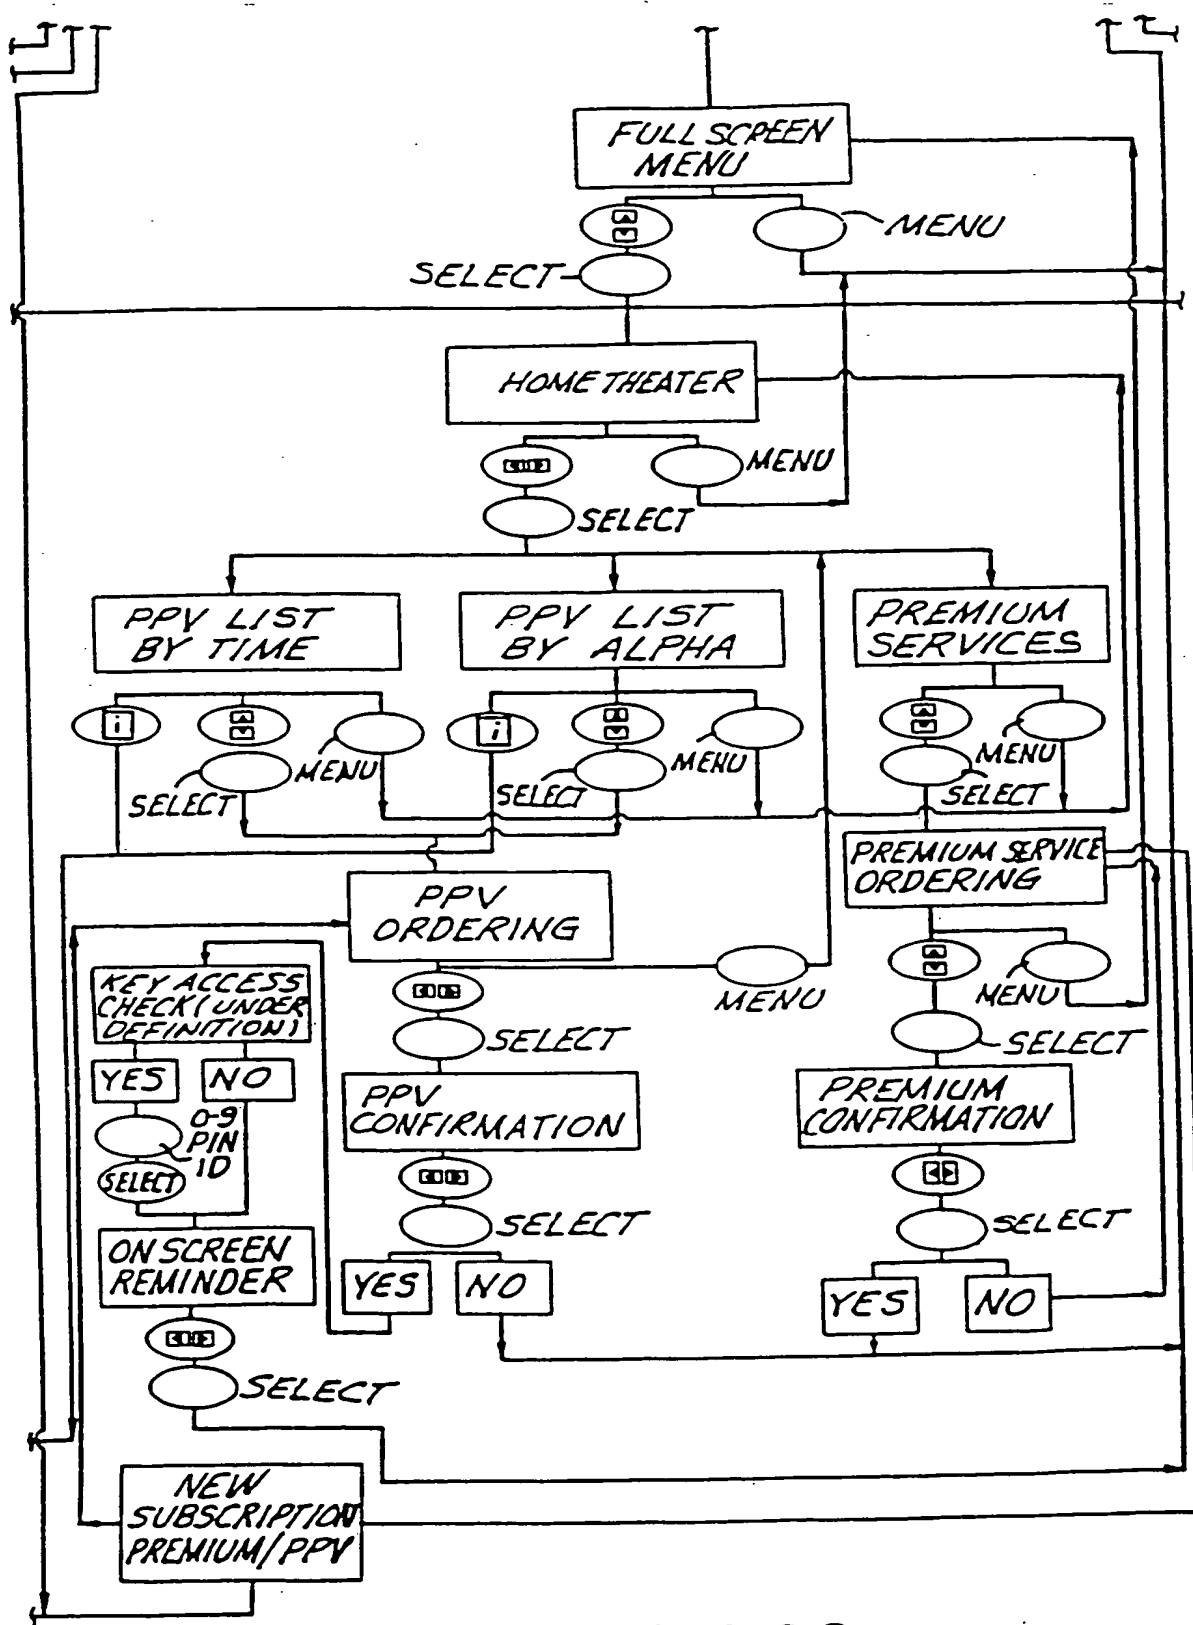 FULL SCREEN
MENU
MENU
SELECT
HOME THEATER
MENU
SELECT
PPV LIST
BY TIME
PPV LIST
BY ALPHA
PREMIUM
SERVICES
i
MENU
SELECT
i
MENU
SELECT
MENU
SELECT
PREMIUM SERVICE
ORDERING
PPV
ORDERING
MENU
MENU
KEY ACCESS
CHECK (UNDER
DEFINITION)
SELECT
SELECT
YES
NO
PPV
CONFIRMATION
PREMIUM
CONFIRMATION
0-9
PIN
ID
SELECT
SELECT
SELECT
ON SCREEN
REMINDER
YES
NO
YES
NO
SELECT
NEW
SUBSCRIPTION
PREMIUM/PPV